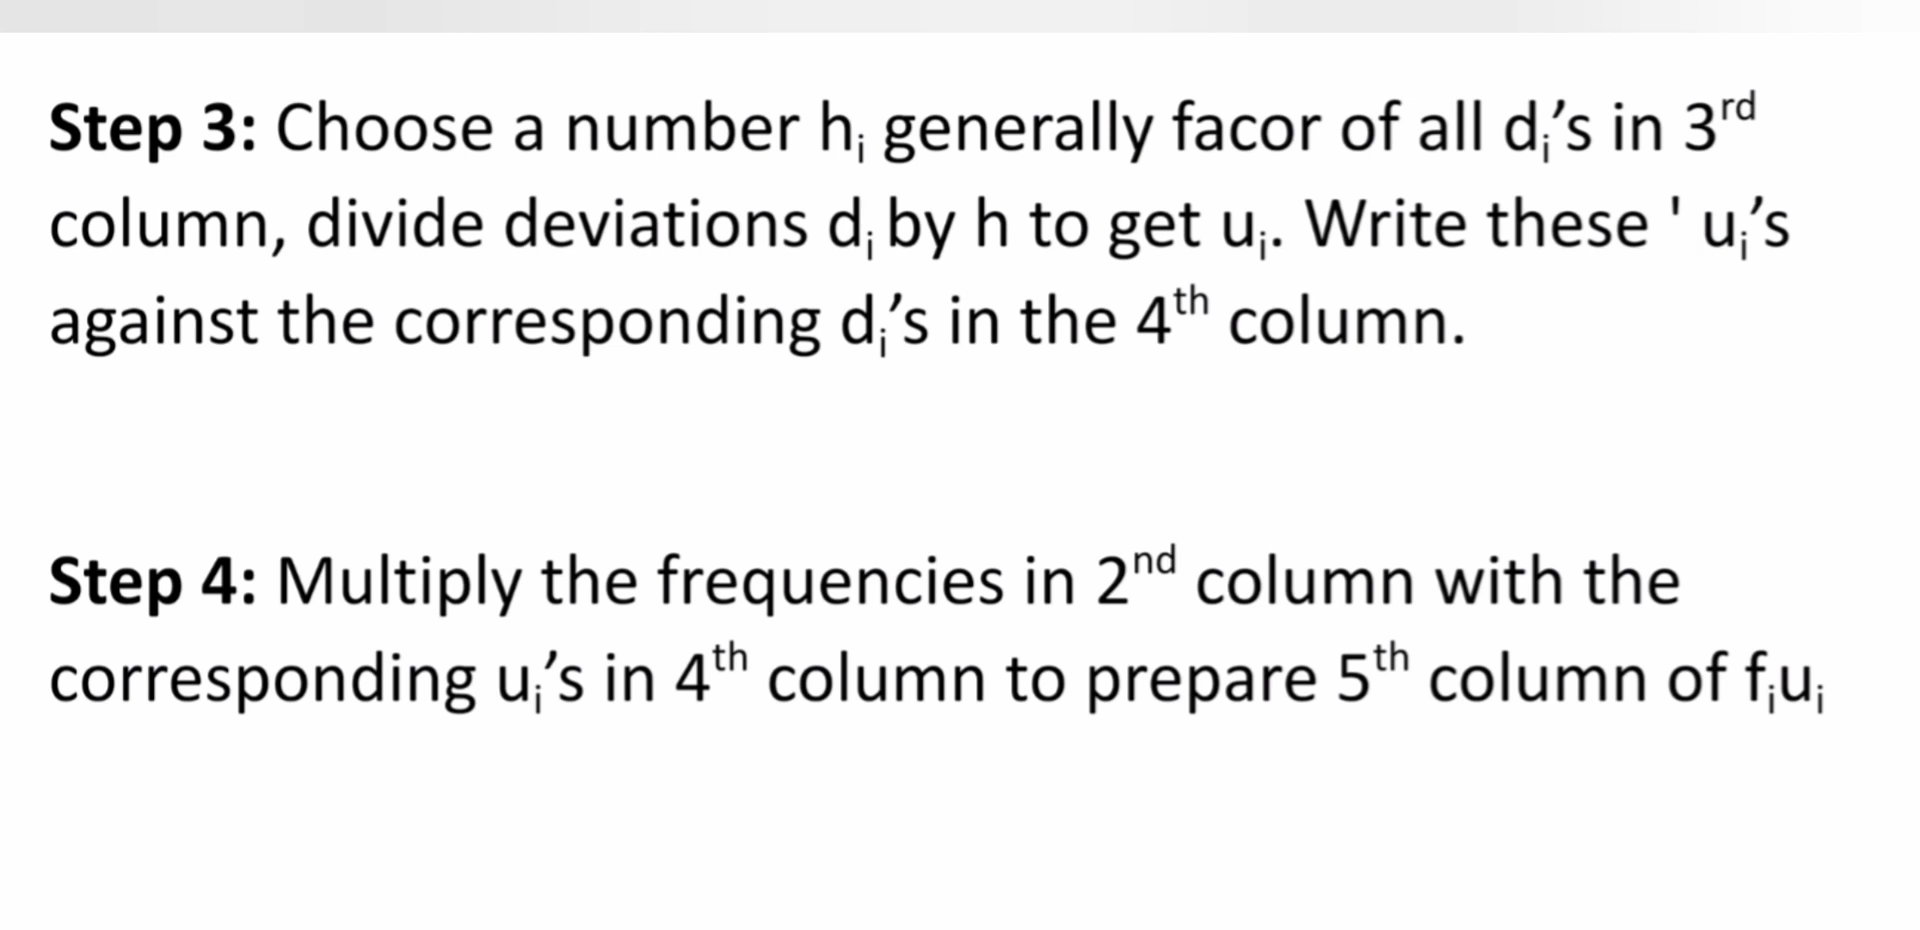 Step 3: Choose a number hᵢ generally facor of all dᵢ’s in 3ʳᵈ
column, divide deviations dᵢ by h to get uᵢ. Write these ' uᵢ’s
against the corresponding dᵢ’s in the 4ᵗʰ column.
Step 4: Multiply the frequencies in 2ⁿᵈ column with the
corresponding uᵢ’s in 4ᵗʰ column to prepare 5ᵗʰ column of fᵢuᵢ